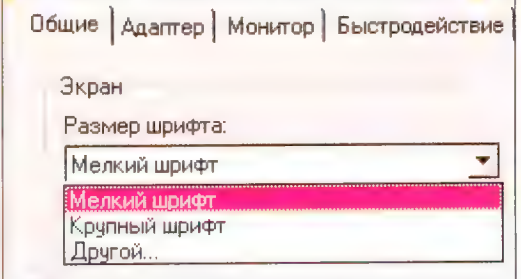 Общие Адаптер Монитор Быстродействие
Экран
Размер шрифта:
Мелкий шрифт
Мелкий шрифт
Крупный шрифт
Другой...